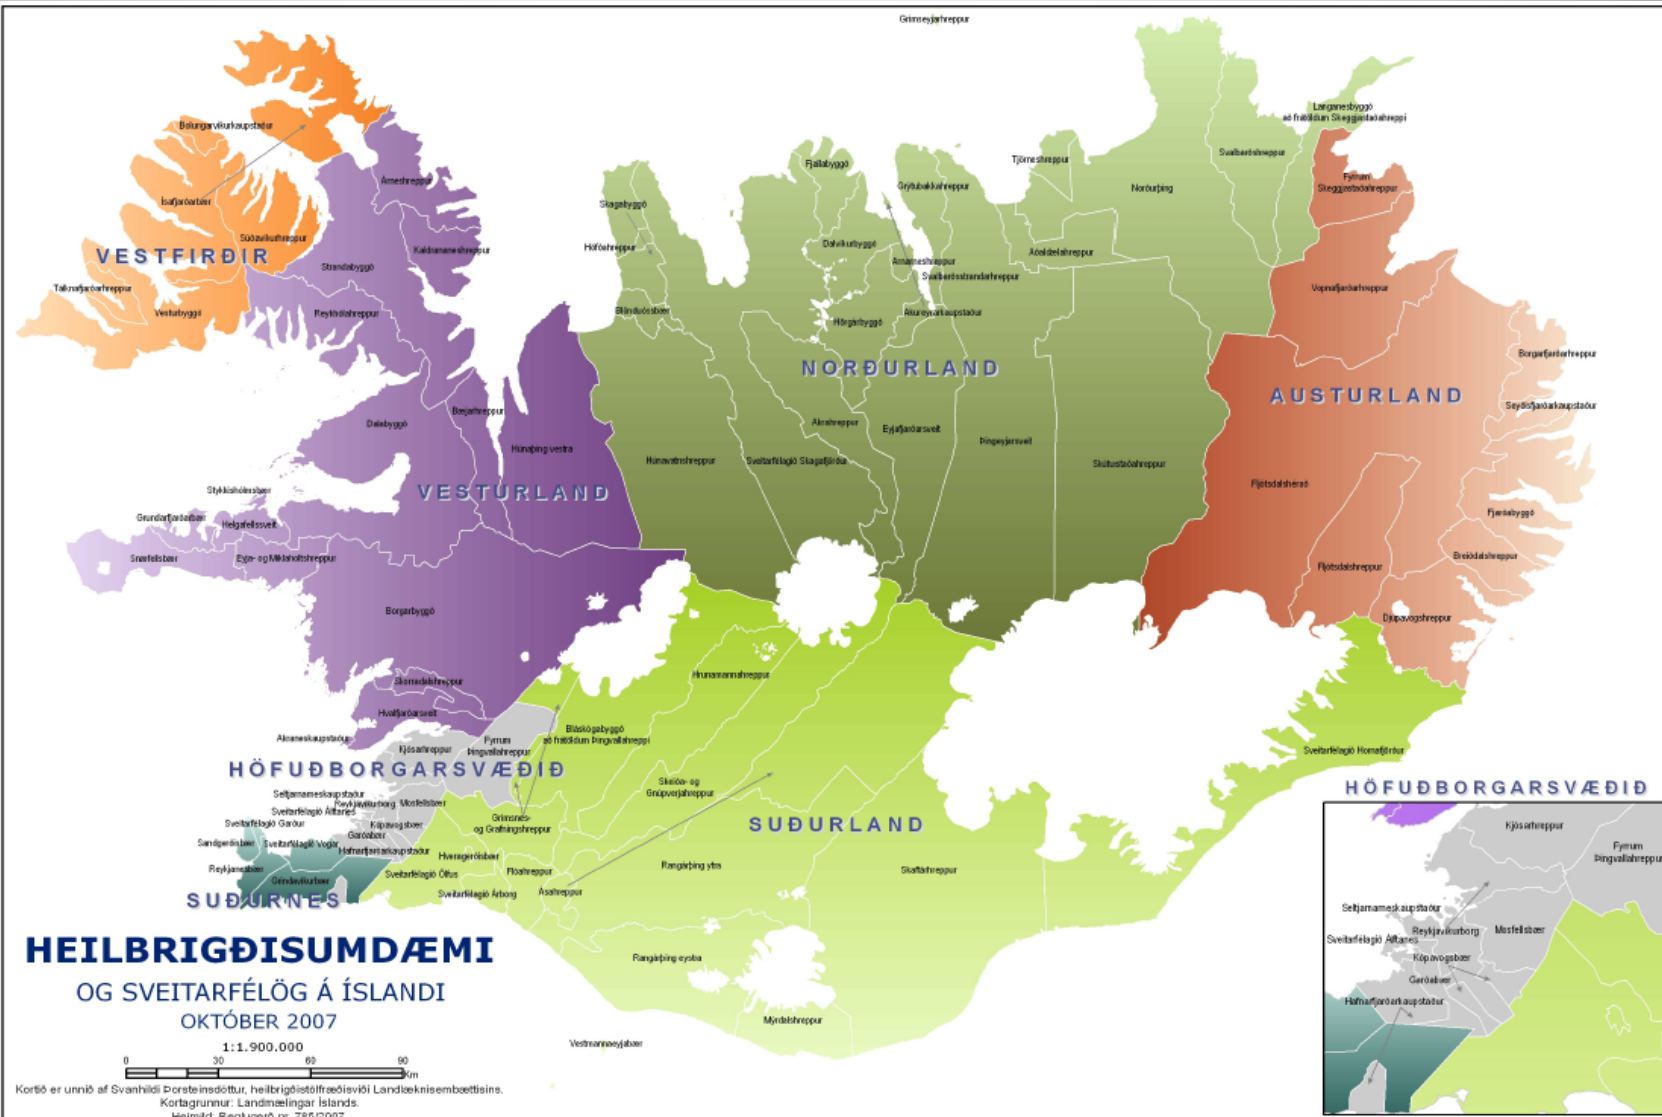 Grímseyjarhreppur
Langanesbyggð
að frátöldum Skeggjastaðahreppi
Bolungarvíkurkaupstaður
Fjallabyggð
Tjörneshreppur
Svalbarðshreppur
Árneshreppur
Grýtubakkahreppur
Norðurþing
Fyrrum
Skeggjastaðahreppur
Ísafjarðarbær
Skagabyggð
Súðavíkurhreppur
Höfðahreppur
Dalvíkurbyggð
Kaldrananeshreppur
Aðaldælahreppur
VESTFIRÐIR
Arnarneshreppur
Strandabyggð
Svalbarðsstrandarhreppur
Tálknafjarðarhreppur
Vopnafjarðarhreppur
Vesturbyggð
Reykhólahreppur
Blönduósbær
Hörgárbyggð
Akureyrarkaupstaður
Borgarfjarðarhreppur
NORÐURLAND
AUSTURLAND
Seyðisfjarðarkaupstaður
Bæjarhreppur
Dalabyggð
Akrahreppur
Eyjafjarðarsveit
Þingeyjarsveit
Húnaþing vestra
Húnavatnshreppur
Sveitarfélagið Skagafjörður
Skútustaðahreppur
Fljótsdalshérað
Stykkishólmsbær
VESTURLAND
Grundarfjarðarbær
Helgafellssveit
Fjarðabyggð
Snæfellsbær
Eyja- og Miklaholtshreppur
Breiðdalshreppur
Fljótsdalshreppur
Borgarbyggð
Djúpavogshreppur
Skorradalshreppur
Hrunamannahreppur
Hvalfjarðarsveit
Bláskógabyggð
að frátöldum Þingvallahreppi
Akraneskaupstaður
Kjósarhreppur
Fyrrum
Þingvallahreppur
Sveitarfélagið Hornafjörður
HÖFUÐBORGARSVÆÐIÐ
Skeiða- og
Gnúpverjahreppur
Seltjarnarneskaupstaður
Reykjavíkurborg
Mosfellsbær
Sveitarfélagið Álftanes
Grímsnes-
og Grafningshreppur
Sveitarfélagið Garður
Kópavogsbær
SUÐURLAND
Garðabær
Sandgerðisbær
Sveitarfélagið Vogar
Hafnarfjarðarkaupstaður
Hveragerðisbær
Rangárþing ytra
Reykjanesbær
Flóahreppur
Skaftárhreppur
Grindavíkurbær
Sveitarfélagið Ölfus
Sveitarfélagið Árborg
Ásahreppur
SUÐURNES
Rangárþing eystra
Mýrdalshreppur
Vestmannaeyjabær
HEILBRIGÐISUMDÆMI
OG SVEITARFÉLÖG Á ÍSLANDI
OKTÓBER 2007
1:1.900.000
0 30 60 90
Km
Kortið er unnið af Svanhildi Þorsteinsdóttur, heilbrigðistölfræðisviði Landlæknisembættisins.
Kortagrunnur: Landmælingar Íslands.
Heimild: Reglugerð nr. 785/2007
HÖFUÐBORGARSVÆÐIÐ
Kjósarhreppur
Fyrrum
Þingvallahreppur
Seltjarnarneskaupstaður
Reykjavíkurborg
Mosfellsbær
Sveitarfélagið Álftanes
Kópavogsbær
Garðabær
Hafnarfjarðarkaupstaður